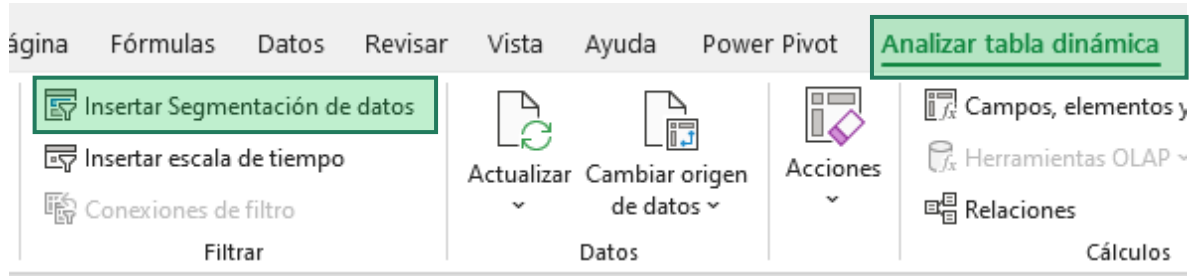 ágina Fórmulas Datos Revisar Vista Ayuda Power Pivot Analizar tabla dinámica
Insertar Segmentación de datos
Insertar escala de tiempo
Conexiones de filtro
Filtrar
Actualizar
Cambiar origen
de datos
Datos
Acciones
Campos, elementos y
Herramientas OLAP
Relaciones
Cálculos